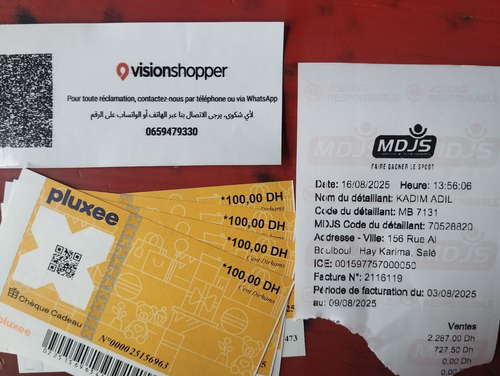 visionshopper
Pour toute réclamation, contactez-nous par téléphone ou via WhatsApp
لأي شكوى، يرجى الاتصال بنا عبر الهاتف أو الواتساب على الرقم
0659479330
pluxee
*100,00 DH
*100,00 DH
*100,00 DH
*100,00 DH
Cent Dirhams
Chèque Cadeau
N°000025156963
pluxee
473
MDJS
FAIRE GAGNER LE SPORT
Date: 16/08/2025 Heure: 13:56:06
Nom du détaillant: KADIM ADIL
Code du détaillant: MB 7131
MDJS Code du détaillant: 70528820
Adresse - Ville: 156 Rue Al
Boulboul Hay Karima, Salé
ICE: 001597757000050
Facture N°: 2116119
Période de facturation du: 03/08/2025
au: 09/08/2025
Ventes
2.287,00 Dh
727,50 Dh
0,00 Dh